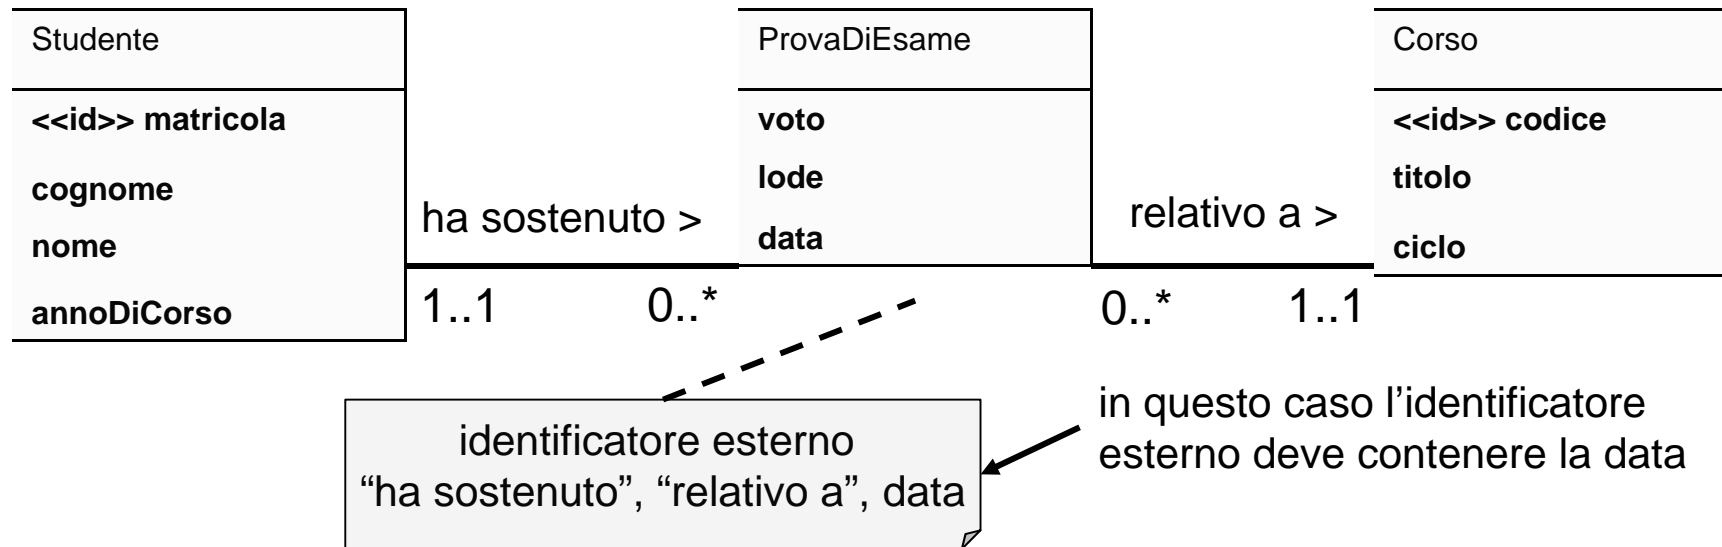 Studente
<<id>> matricola
cognome
nome
annoDiCorso
ha sostenuto >
1..1
0..*
ProvaDiEsame
voto
lode
data
relativo a >
0..*
1..1
Corso
<<id>> codice
titolo
ciclo
identificatore esterno
“ha sostenuto”, “relativo a”, data
in questo caso l’identificatore
esterno deve contenere la data